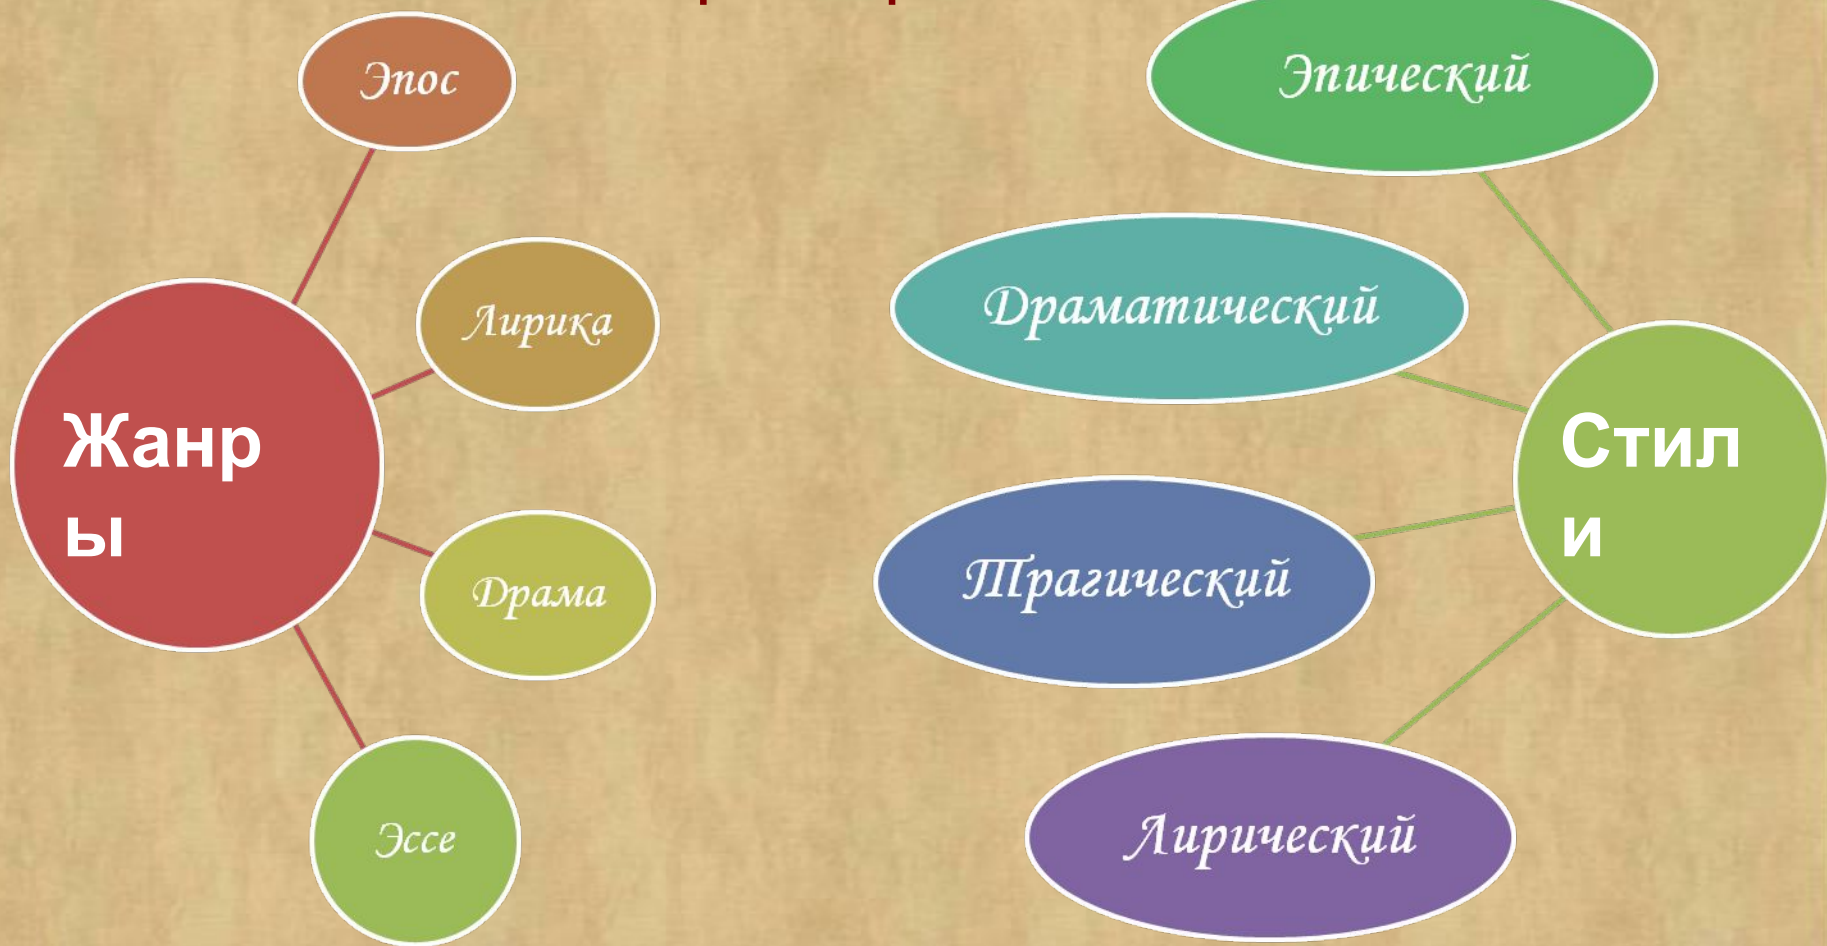 Эпос
Лирика
Жанр
ы
Драма
Эссе
Эпический
Драматический
Стил
и
Трагический
Лирический